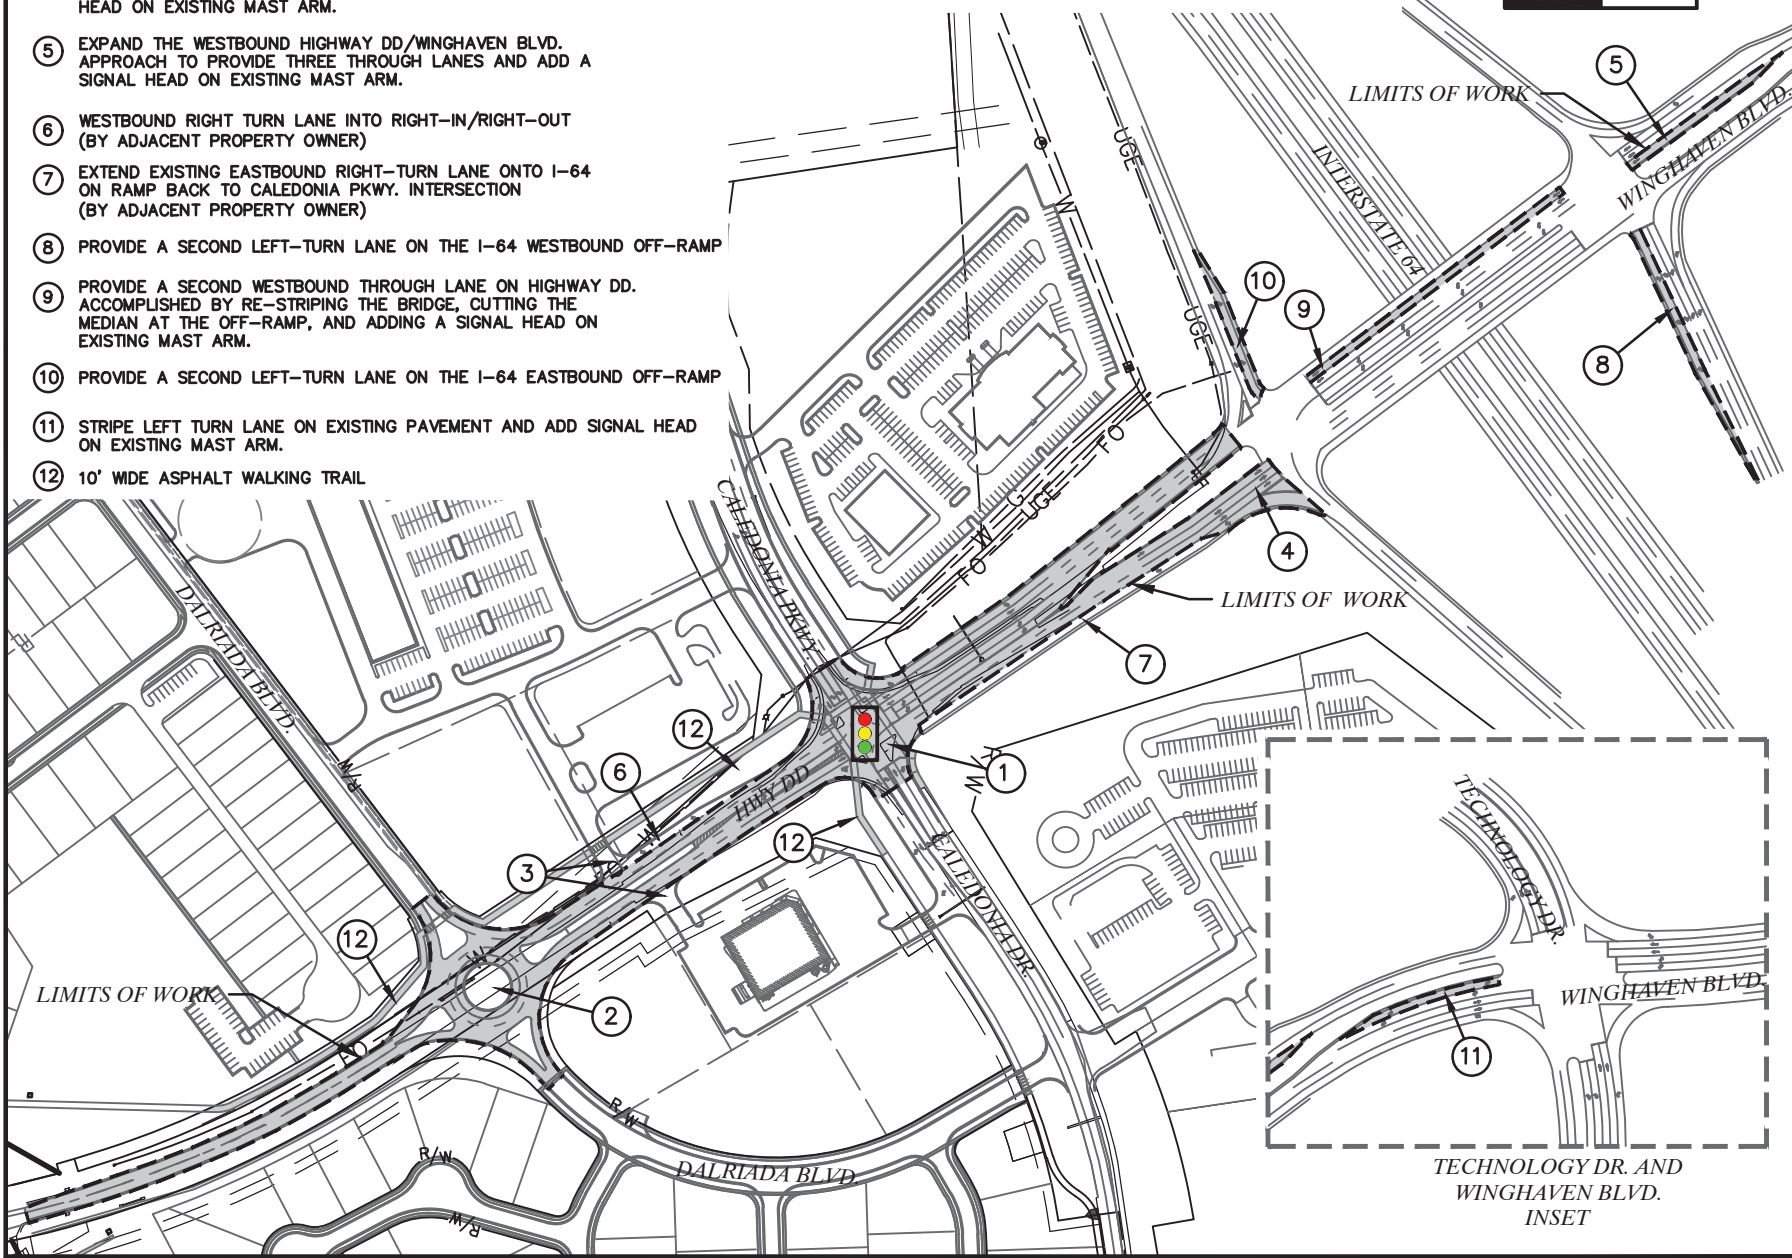 HEAD ON EXISTING MAST ARM.
5 EXPAND THE WESTBOUND HIGHWAY DD/WINGHAVEN BLVD.
APPROACH TO PROVIDE THREE THROUGH LANES AND ADD A
SIGNAL HEAD ON EXISTING MAST ARM.
6 WESTBOUND RIGHT TURN LANE INTO RIGHT-IN/RIGHT-OUT
(BY ADJACENT PROPERTY OWNER)
7 EXTEND EXISTING EASTBOUND RIGHT-TURN LANE ONTO I-64
ON RAMP BACK TO CALEDONIA PKWY. INTERSECTION
(BY ADJACENT PROPERTY OWNER)
8 PROVIDE A SECOND LEFT-TURN LANE ON THE I-64 WESTBOUND OFF-RAMP
9 PROVIDE A SECOND WESTBOUND THROUGH LANE ON HIGHWAY DD.
ACCOMPLISHED BY RE-STRIPING THE BRIDGE, CUTTING THE
MEDIAN AT THE OFF-RAMP, AND ADDING A SIGNAL HEAD ON
EXISTING MAST ARM.
10 PROVIDE A SECOND LEFT-TURN LANE ON THE I-64 EASTBOUND OFF-RAMP
11 STRIPE LEFT TURN LANE ON EXISTING PAVEMENT AND ADD SIGNAL HEAD
ON EXISTING MAST ARM.
12 10' WIDE ASPHALT WALKING TRAIL
5
LIMITS OF WORK
WINGHAVEN BLVD.
INTERSTATE 64
UGE
W
UGE
10
9
8
FO
G
UGE
W
FO
4
LIMITS OF WORK
7
CALEDONIA PKWY.
DALRIADA BLVD.
R/W
12
6
HWY DD
1
R/W
12
W
3
FO
CALEDONIA DR.
12
W
LIMITS OF WORK
2
FO
R/W
R/W
DALRIADA BLVD.
R/W
TECHNOLOGY DR.
WINGHAVEN BLVD.
11
TECHNOLOGY DR. AND
WINGHAVEN BLVD.
INSET